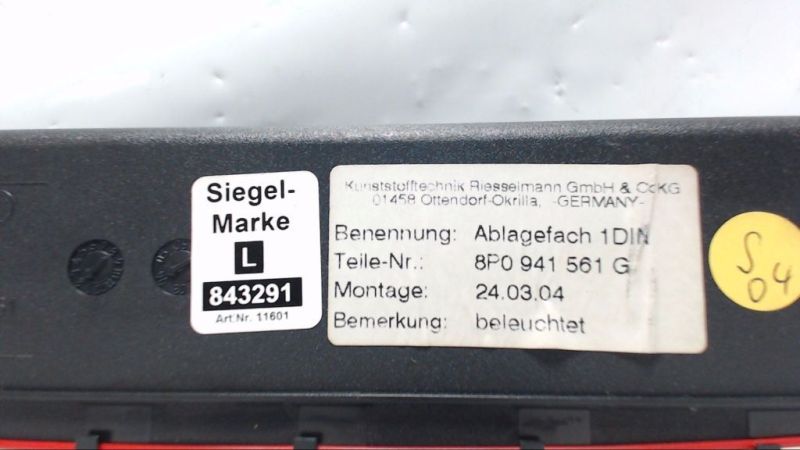 Siegel-
Marke
L
843291
Art.Nr. 11601
Kunststofftechnik Riesselmann GmbH & CoKG
01458 Ottendorf-Okrilla, -GERMANY-
Benennung: Ablagefach 1DIN
Teile-Nr.: 8P0 941 561 G
Montage: 24.03.04
Bemerkung: beleuchtet
S
04